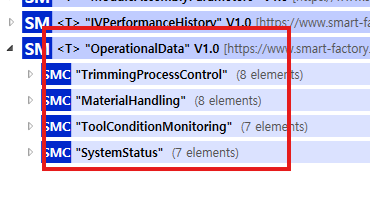 SM <T> "IVPerformanceHistory" V1.0 [https://www.smart-factory.
SM <T> "OperationalData" V1.0 [https://www.smart-factory.
SMC "TrimmingProcessControl" (8 elements)
SMC "MaterialHandling" (8 elements)
SMC "ToolConditionMonitoring" (7 elements)
SMC "SystemStatus" (7 elements)